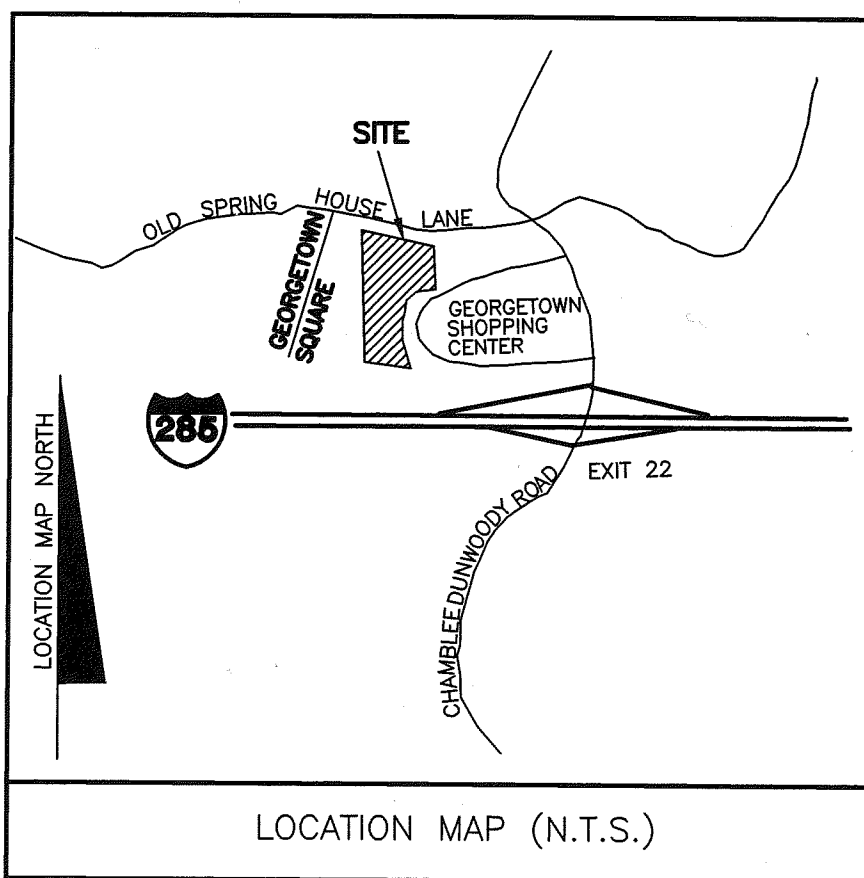 SITE
OLD SPRING HOUSE LANE
GEORGETOWN
SQUARE
GEORGETOWN
SHOPPING
CENTER
285
EXIT 22
CHAMBLEE DUNWOODY ROAD
LOCATION MAP NORTH
LOCATION MAP (N.T.S.)